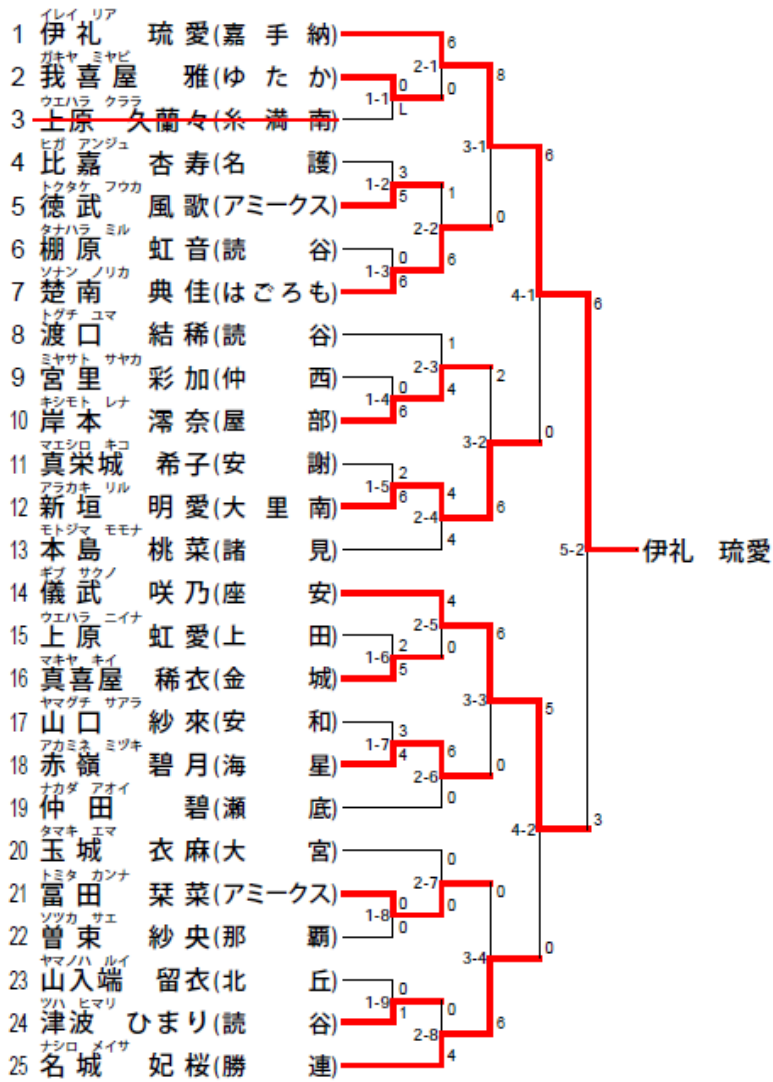 イレイ リア
1 伊礼 琉愛(嘉手納)
ガキヤ ミヤビ
2 我喜屋 雅(ゆたか)
ウエハラ クララ
3 上原 久蘭々(糸満南)
ヒガ アンジュ
4 比嘉 杏寿(名護)
トクタケ フウカ
5 徳武 風歌(アミークス)
タナハラ ミル
6 棚原 虹音(読谷)
ソナン ノリカ
7 楚南 典佳(はごろも)
トグチ ユマ
8 渡口 結稀(読谷)
ミヤサト サヤカ
9 宮里 彩加(仲西)
キシモト レナ
10 岸本 澪奈(屋部)
マエシロ キコ
11 真栄城 希子(安謝)
アラカキ リル
12 新垣 明愛(大里南)
モトジマ モモナ
13 本島 桃菜(諸見)
ギブ サクノ
14 儀武 咲乃(座安)
ウエハラ ニイナ
15 上原 虹愛(上田)
マキヤ キイ
16 真喜屋 稀衣(金城)
ヤマグチ サアラ
17 山口 紗來(安和)
アカミネ ミヅキ
18 赤嶺 碧月(海星)
ナカダ アオイ
19 仲田 碧(瀬底)
タマキ エマ
20 玉城 衣麻(大宮)
トミタ カンナ
21 冨田 栞菜(アミークス)
ソツカ サエ
22 曽束 紗央(那覇)
ヤマノハ ルイ
23 山入端 留衣(北丘)
ツハ ヒマリ
24 津波 ひまり(読谷)
ナシロ メイサ
25 名城 妃桜(勝連)
1-1 0 L
1-2 3 5
1-3 0 6
1-4 0 6
1-5 2 6
1-6 2 5
1-7 3 4
1-8 0 0
1-9 0 1
2-1 6 0
2-2 1 6
2-3 1 4
2-4 4 4
2-5 4 0
2-6 6 0
2-7 0 0
2-8 0 4
3-1 8 0
3-2 2 6
3-3 6 0
3-4 0 6
4-1 6 0
4-2 5 0
5-2 6 3
伊礼 琉愛